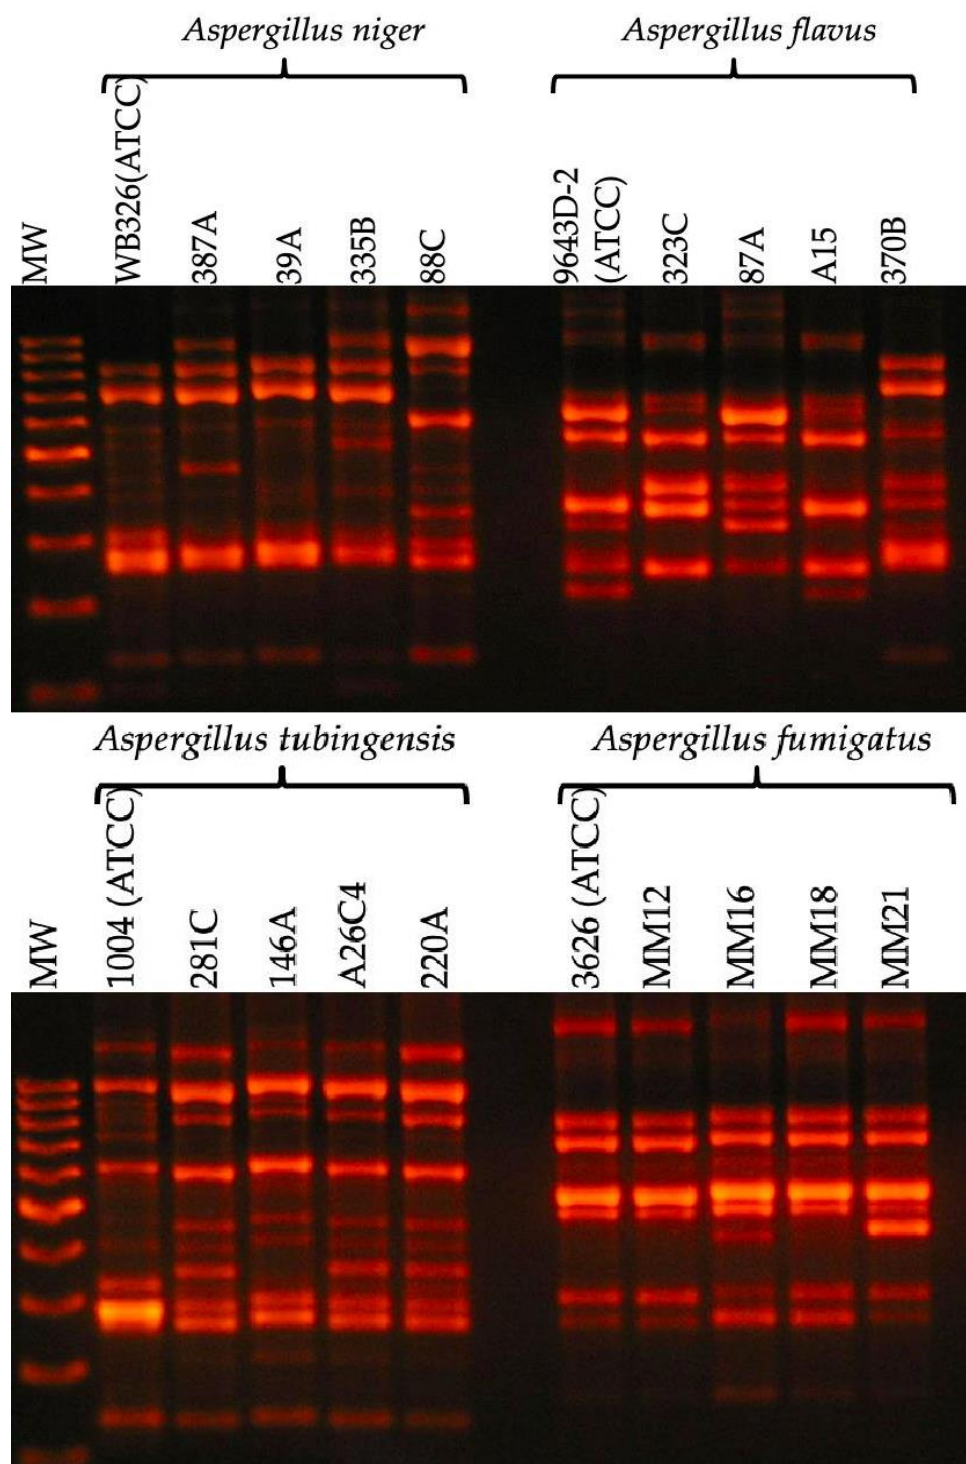 Aspergillus niger
Aspergillus flavus
MW
WB326(ATCC)
387A
39A
335B
88C
9643D-2
(ATCC)
323C
87A
A15
370B
Aspergillus tubingensis
Aspergillus fumigatus
MW
1004 (ATCC)
281C
146A
A26C4
220A
3626 (ATCC)
MM12
MM16
MM18
MM21